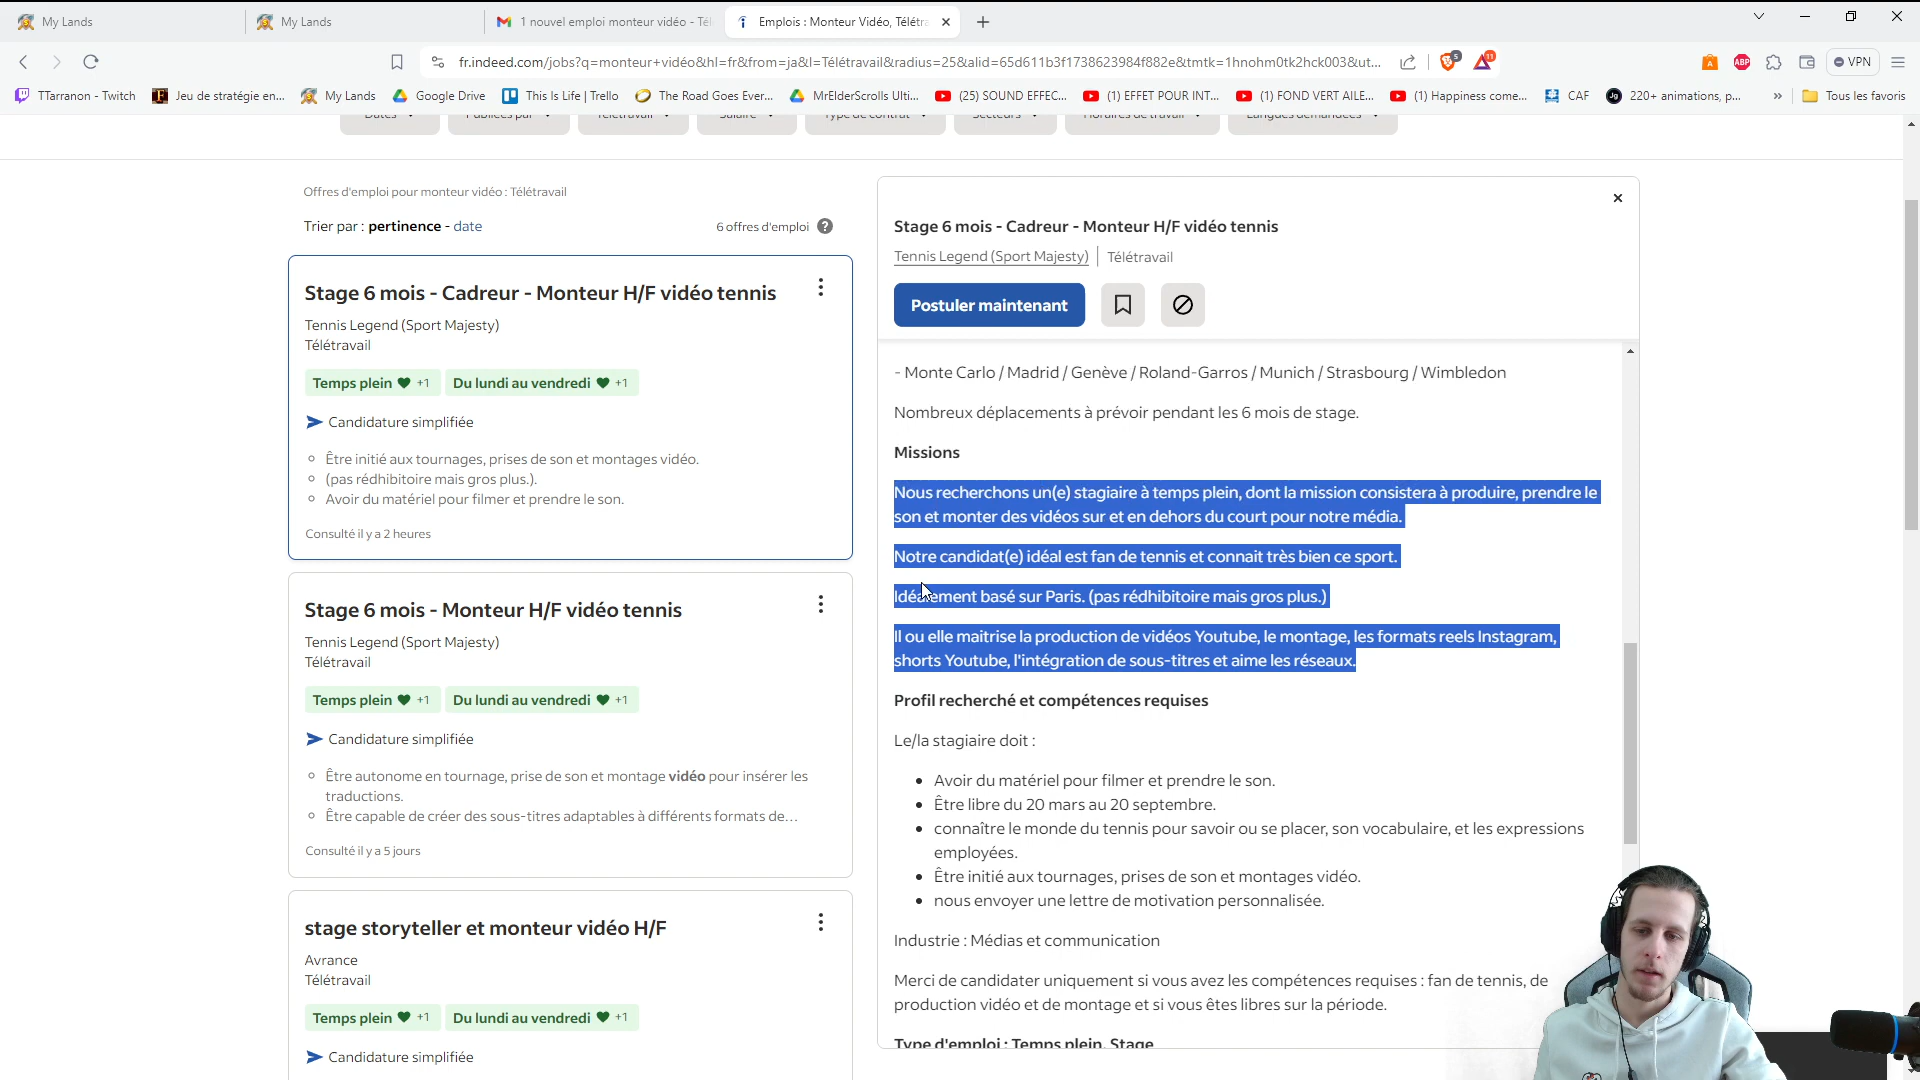 My Lands
My Lands
1 nouvel emploi monteur vidéo - Tél
Emplois : Monteur Vidéo, Télétra
fr.indeed.com/jobs?q=monteur+vidéo&hl=fr&from=ja&l=Télétravail&radius=25&alid=65d611b3f1738623984f882e&tmtk=1hnohm0tk2hck003&ut...
VPN
TTarranon - Twitch
Jeu de stratégie en...
My Lands
Google Drive
This Is Life | Trello
The Road Goes Ever...
MrElderScrolls Ulti...
(25) SOUND EFFEC...
(1) EFFET POUR INT...
(1) FOND VERT AILE...
(1) Happiness come...
CAF
220+ animations, p...
»
Tous les favoris
Offres d'emploi pour monteur vidéo : Télétravail
Trier par : pertinence - date
6 offres d'emploi
Stage 6 mois - Cadreur - Monteur H/F vidéo tennis
Tennis Legend (Sport Majesty)
Télétravail
Temps plein +1 Du lundi au vendredi +1
Candidature simplifiée
Être initié aux tournages, prises de son et montages vidéo.
(pas rédhibitoire mais gros plus.).
Avoir du matériel pour filmer et prendre le son.
Consulté il y a 2 heures
Stage 6 mois - Monteur H/F vidéo tennis
Tennis Legend (Sport Majesty)
Télétravail
Temps plein +1 Du lundi au vendredi +1
Candidature simplifiée
Être autonome en tournage, prise de son et montage vidéo pour insérer les
traductions.
Être capable de créer des sous-titres adaptables à différents formats de...
Consulté il y a 5 jours
stage storyteller et monteur vidéo H/F
Avrance
Télétravail
Temps plein +1 Du lundi au vendredi +1
Candidature simplifiée
Stage 6 mois - Cadreur - Monteur H/F vidéo tennis
Tennis Legend (Sport Majesty) Télétravail
Postuler maintenant
- Monte Carlo / Madrid / Genève / Roland-Garros / Munich / Strasbourg / Wimbledon
Nombreux déplacements à prévoir pendant les 6 mois de stage.
Missions
Nous recherchons un(e) stagiaire à temps plein, dont la mission consistera à produire, prendre le
son et monter des vidéos sur et en dehors du court pour notre média.
Notre candidat(e) idéal est fan de tennis et connait très bien ce sport.
Idéalement basé sur Paris. (pas rédhibitoire mais gros plus.)
Il ou elle maitrise la production de vidéos Youtube, le montage, les formats reels Instagram,
shorts Youtube, l'intégration de sous-titres et aime les réseaux.
Profil recherché et compétences requises
Le/la stagiaire doit :
Avoir du matériel pour filmer et prendre le son.
Être libre du 20 mars au 20 septembre.
connaître le monde du tennis pour savoir ou se placer, son vocabulaire, et les expressions
employées.
Être initié aux tournages, prises de son et montages vidéo.
nous envoyer une lettre de motivation personnalisée.
Industrie : Médias et communication
Merci de candidater uniquement si vous avez les compétences requises : fan de tennis, de
production vidéo et de montage et si vous êtes libres sur la période.
Type d'emploi : Temps plein, Stage